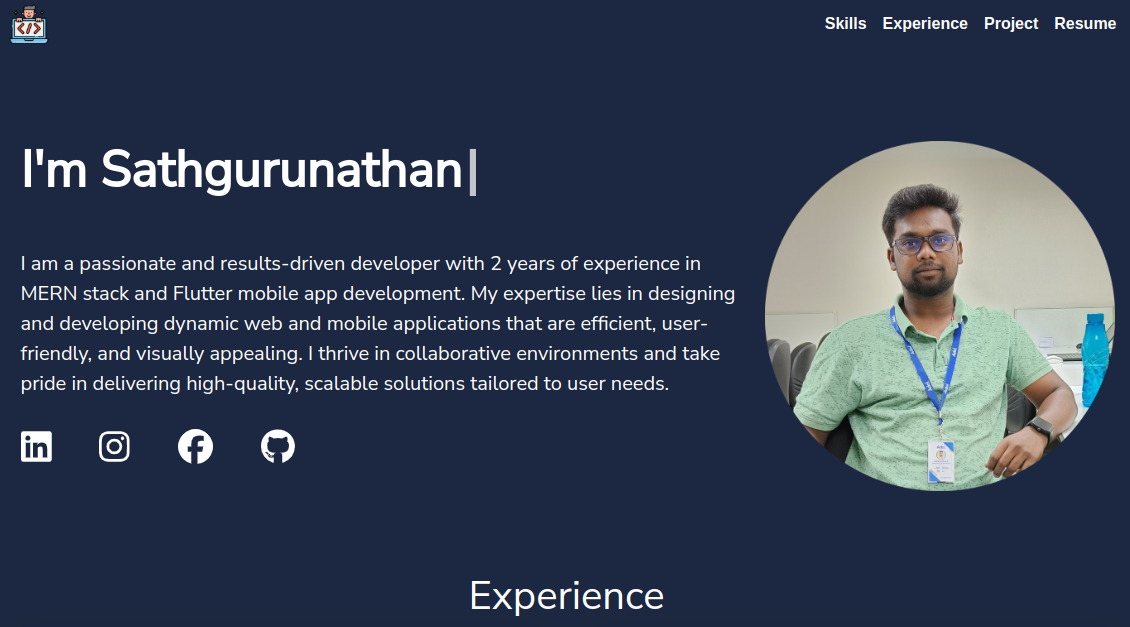 </>
Skills Experience Project Resume
I'm Sathgurunathan
I am a passionate and results-driven developer with 2 years of experience in
MERN stack and Flutter mobile app development. My expertise lies in designing
and developing dynamic web and mobile applications that are efficient, user-
friendly, and visually appealing. I thrive in collaborative environments and take
pride in delivering high-quality, scalable solutions tailored to user needs.
in
Experience